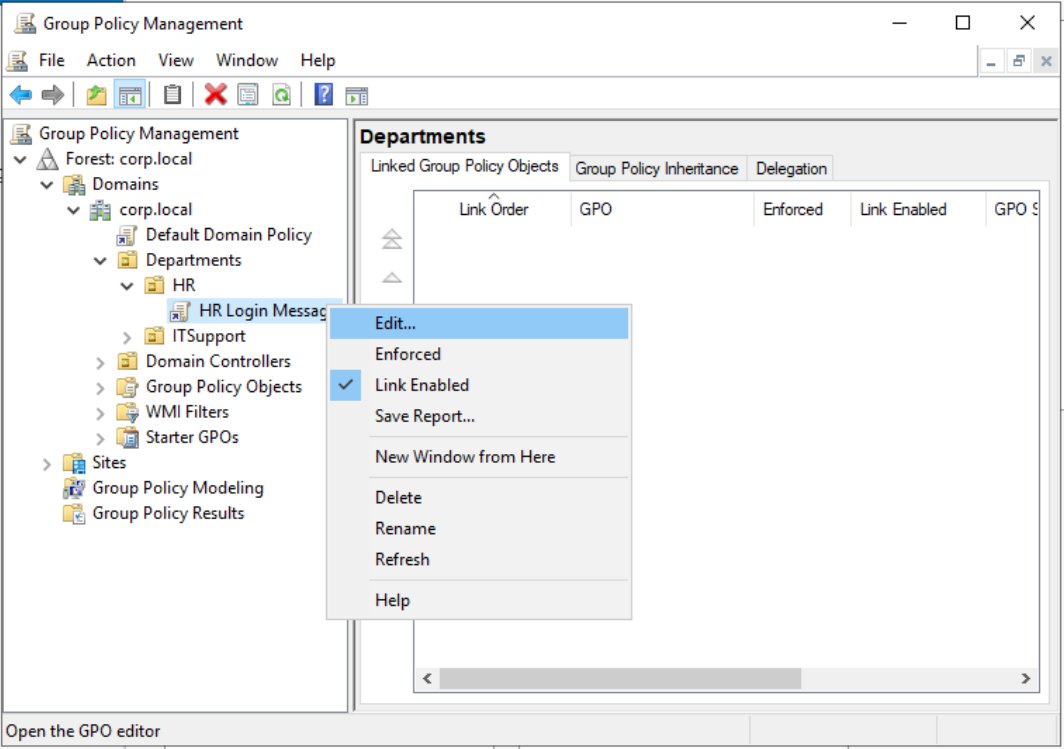 Group Policy Management
File Action View Window Help
Group Policy Management
Forest: corp.local
Domains
corp.local
Default Domain Policy
Departments
HR
HR Login Messag
ITSupport
Domain Controllers
Group Policy Objects
WMI Filters
Starter GPOs
Sites
Group Policy Modeling
Group Policy Results
Departments
Linked Group Policy Objects Group Policy Inheritance Delegation
Link Order GPO Enforced Link Enabled GPO S
Edit...
Enforced
Link Enabled
Save Report...
New Window from Here
Delete
Rename
Refresh
Help
Open the GPO editor